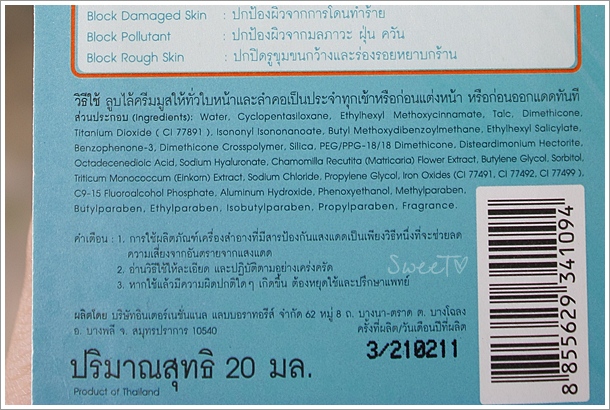 Block Damaged Skin : ปกป้องผิวจากการโดนทำร้าย
Block Pollutant : ปกป้องผิวจากมลภาวะ ฝุ่น ควัน
Block Rough Skin : ปกปิดรูขุมขนกว้างและร่องรอยหยาบกร้าน
วิธีใช้ ลูบไล้ครีมมูสให้ทั่วใบหน้าและลำคอเป็นประจำทุกเช้าหรือก่อนแต่งหน้า หรือก่อนออกแดดทันที
ส่วนประกอบ (Ingredients): Water, Cyclopentasiloxane, Ethylhexyl Methoxycinnamate, Talc, Dimethicone,
Titanium Dioxide ( CI 77891 ), Isononyl Isononanoate, Butyl Methoxydibenzoylmethane, Ethylhexyl Salicylate,
Benzophenone-3, Dimethicone Crosspolymer, Silica, PEG/PPG-18/18 Dimethicone, Disteardimonium Hectorite,
Octadecenedioic Acid, Sodium Hyaluronate, Chamomilla Recutita (Matricaria) Flower Extract, Butylene Glycol, Sorbitol,
Triticum Monococcum (Einkorn) Extract, Sodium Chloride, Propylene Glycol, Iron Oxides (CI 77491, CI 77492, CI 77499 ),
C9-15 Fluoroalcohol Phosphate, Aluminum Hydroxide, Phenoxyethanol, Methylparaben,
Butylparaben, Ethylparaben, Isobutylparaben, Propylparaben, Fragrance.
คำเตือน : 1. การใช้ผลิตภัณฑ์เครื่องสำอางที่มีสารป้องกันแสงแดดเป็นเพียงวิธีหนึ่งที่จะช่วยลด
ความเสี่ยงจากอันตรายจากแสงแดด
2. อ่านวิธีใช้ให้ละเอียด และปฏิบัติตามอย่างเคร่งครัด
3. หากใช้แล้วมีความผิดปกติใดๆ เกิดขึ้น ต้องหยุดใช้และปรึกษาแพทย์
SweeT
ผลิตโดย : บริษัทอินเตอร์เนชั่นแนล แลบบอราทอรีส์ จำกัด 62 หมู่ 8 ถ. บางนา-ตราด ต. บางโฉลง
อ. บางพลี จ. สมุทรปราการ 10540
ครั้งที่ผลิต/วันเดือนปีที่ผลิต
3/210211
ปริมาณสุทธิ 20 มล.
Product of Thailand
8 855629 341094